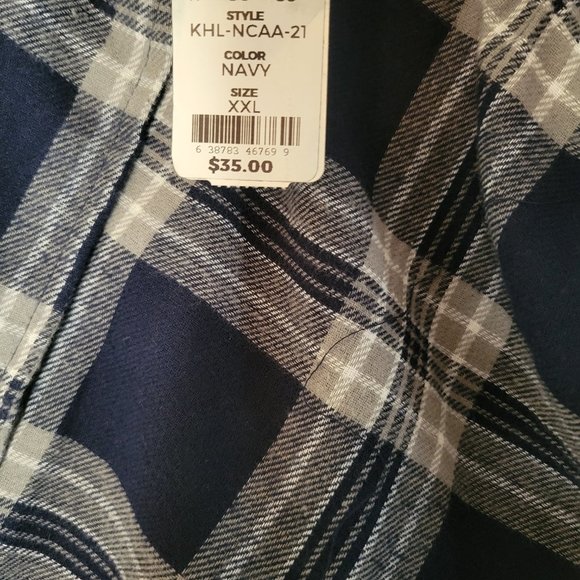 STYLE
KHL-NCAA-21
COLOR
NAVY
SIZE
XXL
6 38783 46769 9
$35.00